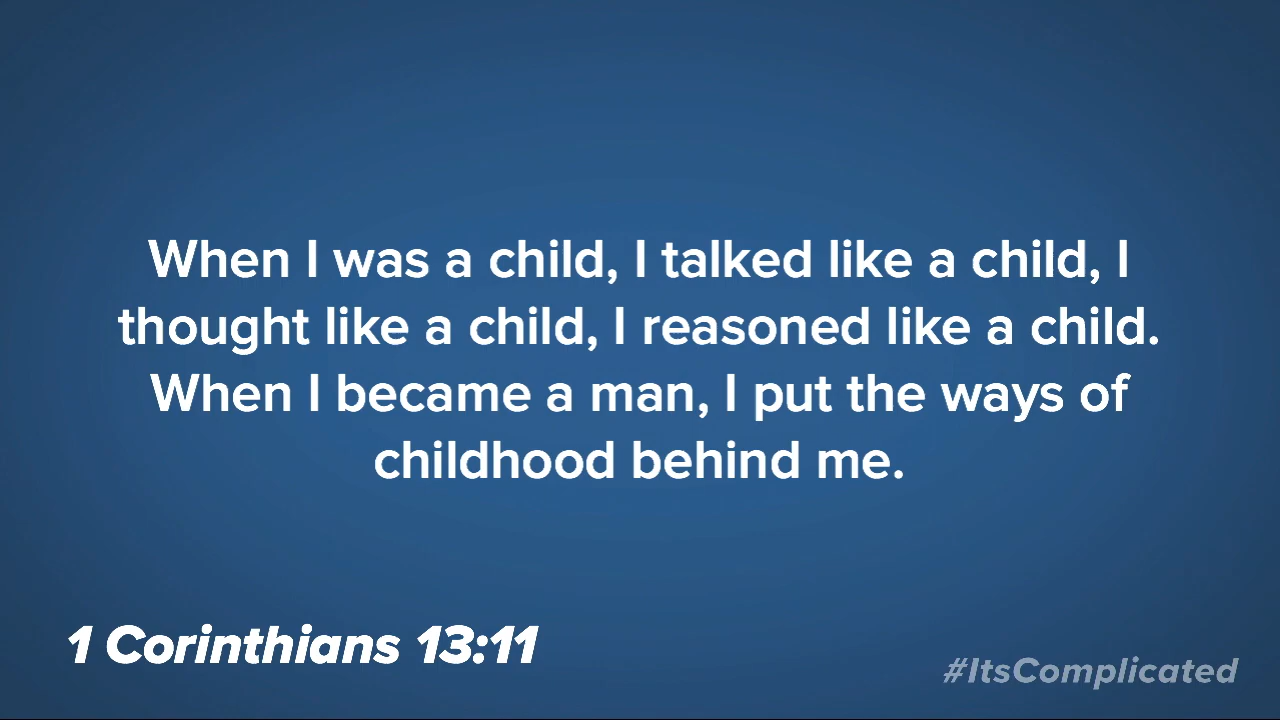 When I was a child, I talked like a child, I
thought like a child, I reasoned like a child.
When I became a man, I put the ways of
childhood behind me.
1 Corinthians 13:11
#ItsComplicated